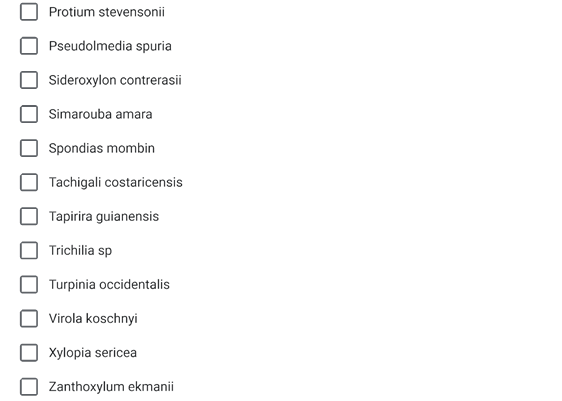 Protium stevensonii
Pseudolmedia spuria
Sideroxylon contrerasii
Simarouba amara
Spondias mombin
Tachigali costaricensis
Tapirira guianensis
Trichilia sp
Turpinia occidentalis
Virola koschnyi
Xylopia sericea
Zanthoxylum ekmanii